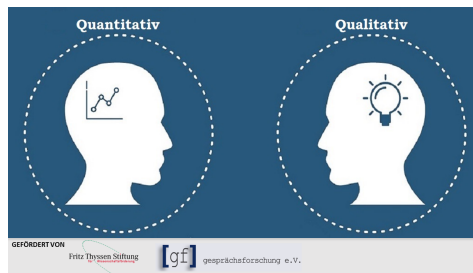 Quantitativ
Qualitativ
GEFÖRDERT VON
Fritz Thyssen Stiftung
[gf] gesprächsforschung e.V.